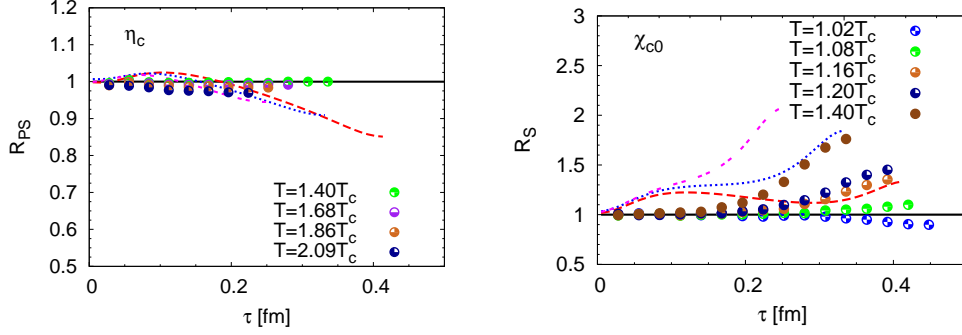 1.2
1.1
1
0.9
0.8
0.7
0.6
0.5
R_PS
η_c
T=1.40T_c
T=1.68T_c
T=1.86T_c
T=2.09T_c
0 0.2 0.4
τ [fm]
3
2.5
2
1.5
1
0.5
R_S
χ_c0
T=1.02T_c
T=1.08T_c
T=1.16T_c
T=1.20T_c
T=1.40T_c
0 0.2 0.4
τ [fm]